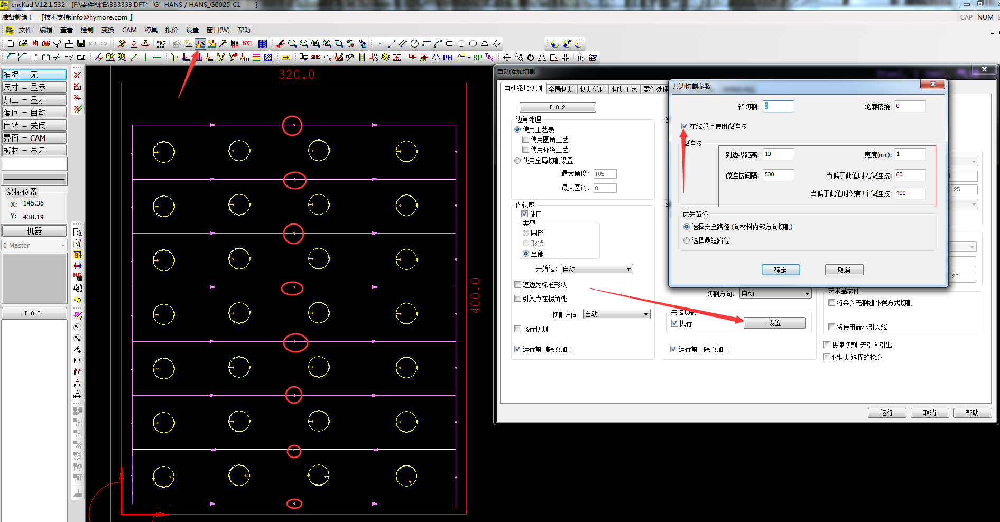 cncKad V12.1.532 - [F:\零件图纸\333333.DFT*  'G'  HANS / HANS_G6025-C1 ]
准备就绪！ 『技术支持:info@hymore.com 』
CAP NUM
文件 编辑 查看 绘制 变换 CAM 模具 报价 设置 窗口(W) 帮助
NC
ABC ABC PH SP
捕捉 = 无
尺寸 = 显示
加工 = 显示
偏向 = 自动
自转 = 关闭
界面 = CAM
板材 = 显示
鼠标位置
X: 145.36
Y: 438.19
机器
0 Master
B 0.2
NC
320.0
400.0
自动添加切割
自动添加切割 全局切割 切割优化 切割工艺 零件处理
B 0.2
边角处理
使用工艺表
使用圆角工艺
使用环绕工艺
使用全局切割设置
最大角度: 105
最大圆角: 0
内轮廓
使用
类型
圆形
形状
全部
开始边: 自动
短边为标准形状
引入点在拐角处
切割方向: 自动
飞行切割
运行前删除原加工
切割方向: 自动
共边切割
执行 设置
运行前删除原加工
艺术品零件
将会以无割缝补偿方式切割
将使用最小引入线
快速切割(无引入引出)
仅切割选择的轮廓
运行 取消 帮助
共边切割参数
预切割: 0 轮廓搭接: 0
在线段上使用微连接
微连接
到边界距离: 10 宽度(mm): 1
微连接间隔: 500 当低于此值时无微连接: 60
当低于此值时仅有1个微连接: 400
优先路径
选择安全路径 (向材料内部方向切割)
选择最短路径
确定 取消